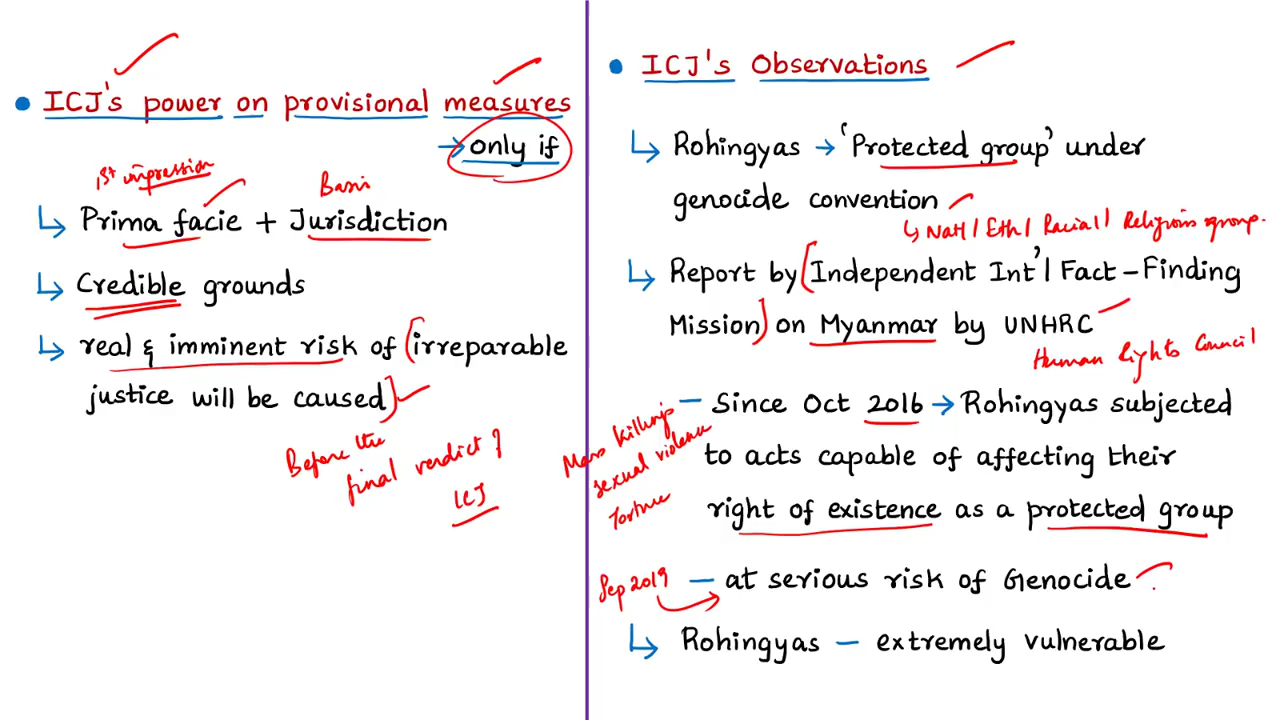 • ICJ's power on provisional measures
→ only if
1st impression
Basis
↳ Prima facie + Jurisdiction
↳ Credible grounds
↳ real & imminent risk of [irreparable
justice will be caused]
Before the
final verdict of
ICJ
• ICJ's Observations
↳ Rohingyas → 'Protected group' under
genocide convention
↳ Natl / Eth / Racial / Religious group.
↳ Report by [Independent Int'l Fact-Finding
Mission] on Myanmar by UNHRC
Human Rights Council
– Since Oct 2016 → Rohingyas subjected
to acts capable of affecting their
right of existence as a protected group
Mass killings
sexual violence
Torture
Sep 2019
– at serious risk of Genocide
↳ Rohingyas – extremely vulnerable